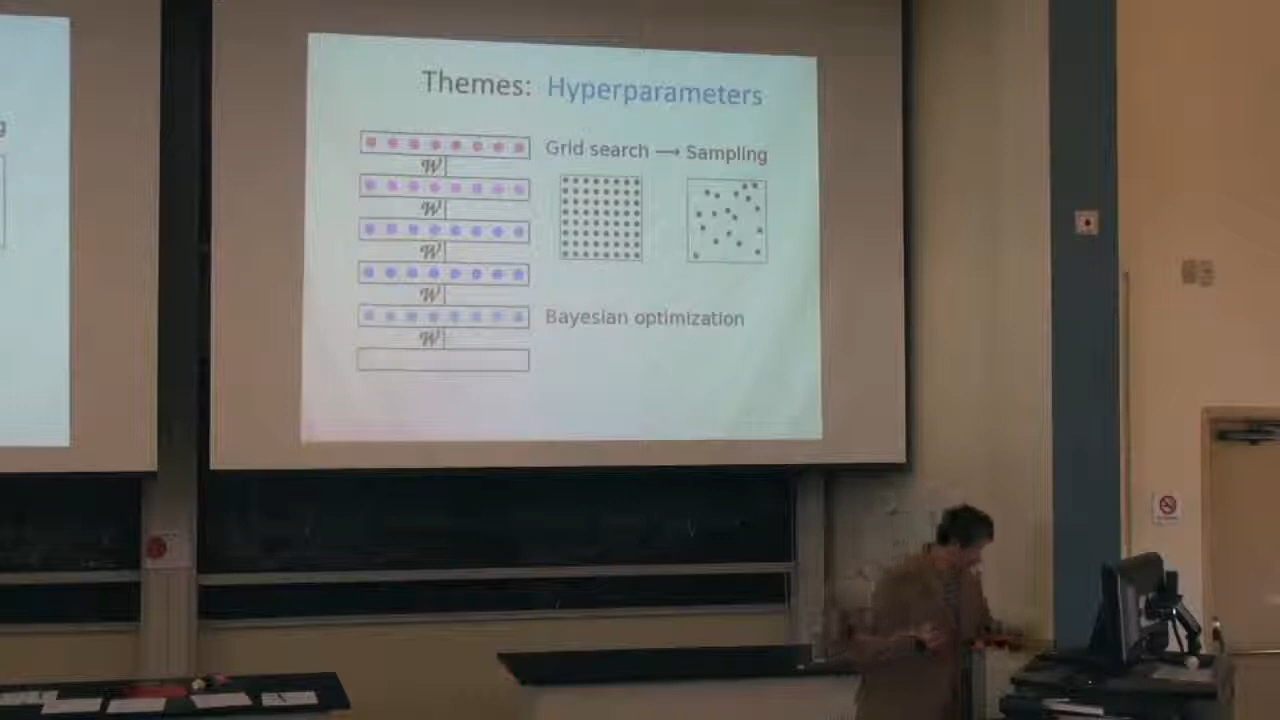 Themes: Hyperparameters
Grid search → Sampling
W
W
W
W
Bayesian optimization
W
g